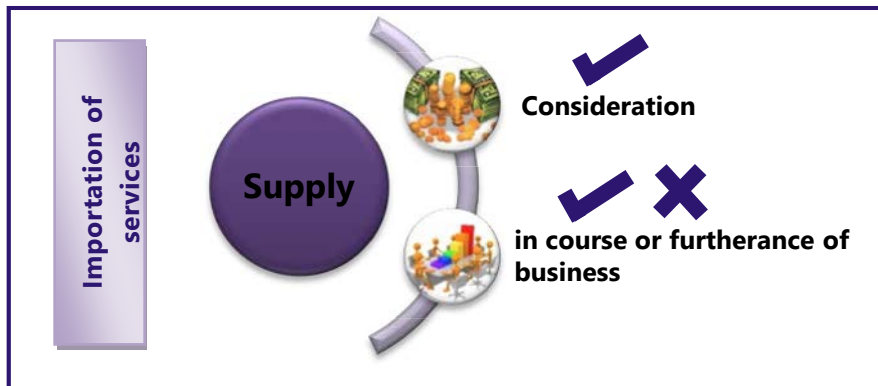 Importation of
services
Supply
Consideration
in course or furtherance of
business